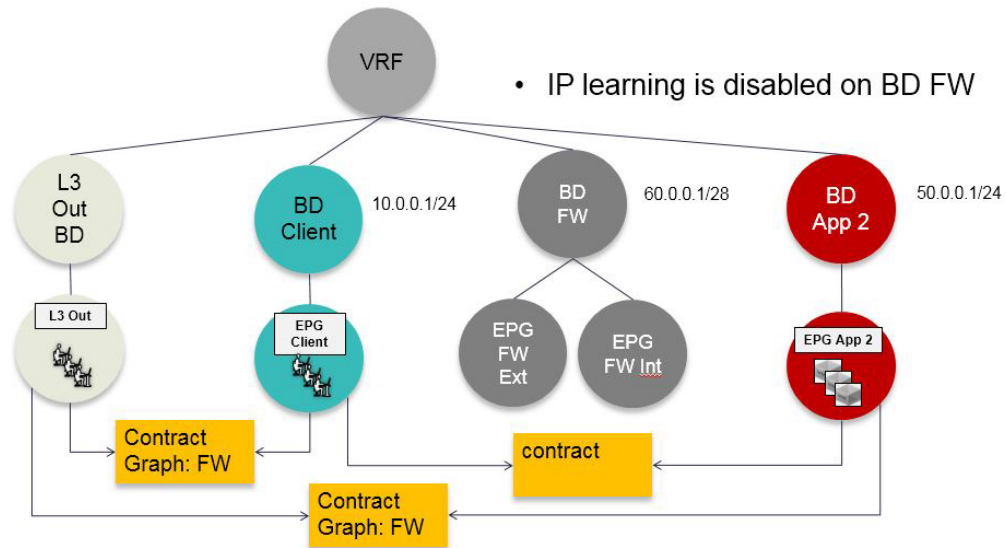 VRF
• IP learning is disabled on BD FW
L3
Out
BD
BD
Client
10.0.0.1/24
BD
FW
60.0.0.1/28
BD
App 2
50.0.0.1/24
L3 Out
EPG
Client
EPG
FW
Ext
EPG
FW Int
EPG App 2
Contract
Graph: FW
contract
Contract
Graph: FW